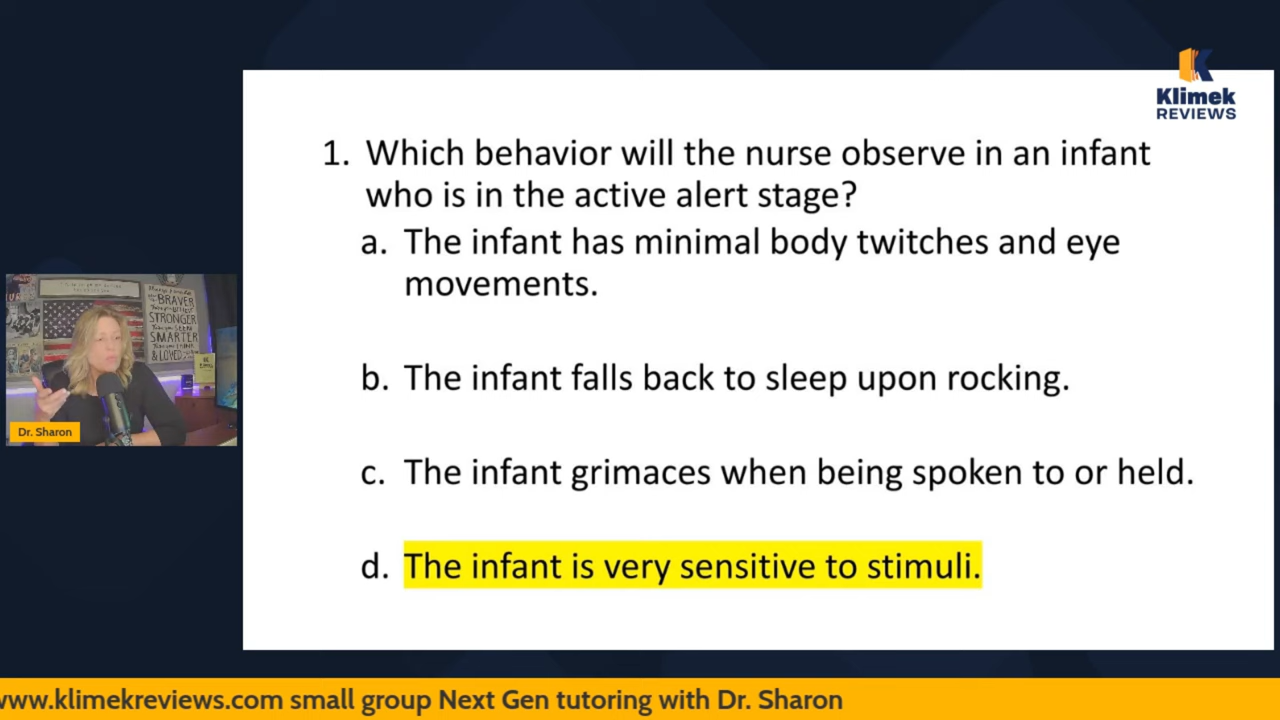 Klimek
REVIEWS
1. Which behavior will the nurse observe in an infant
who is in the active alert stage?
a. The infant has minimal body twitches and eye
movements.
b. The infant falls back to sleep upon rocking.
c. The infant grimaces when being spoken to or held.
d. The infant is very sensitive to stimuli.
BRAVER
STRONGER
SMARTER
& LOVED
Dr. Sharon
www.klimekreviews.com small group Next Gen tutoring with Dr. Sharon